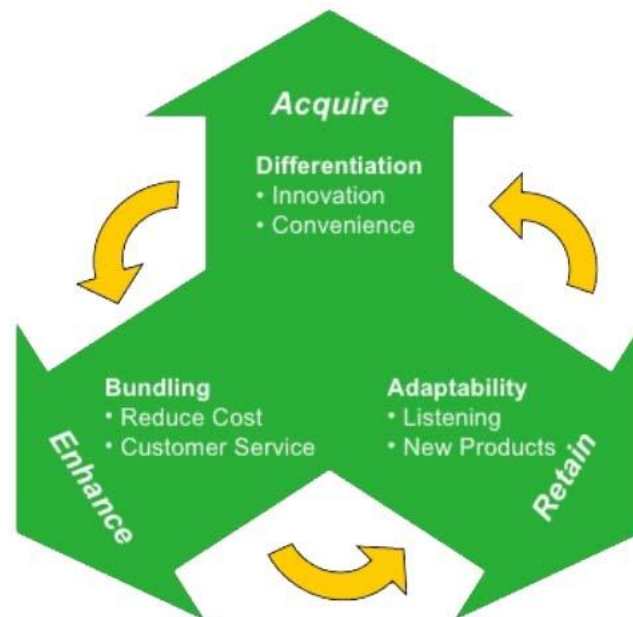 Acquire
Differentiation
• Innovation
• Convenience
Bundling
• Reduce Cost
• Customer Service
Enhance
Adaptability
• Listening
• New Products
Retain